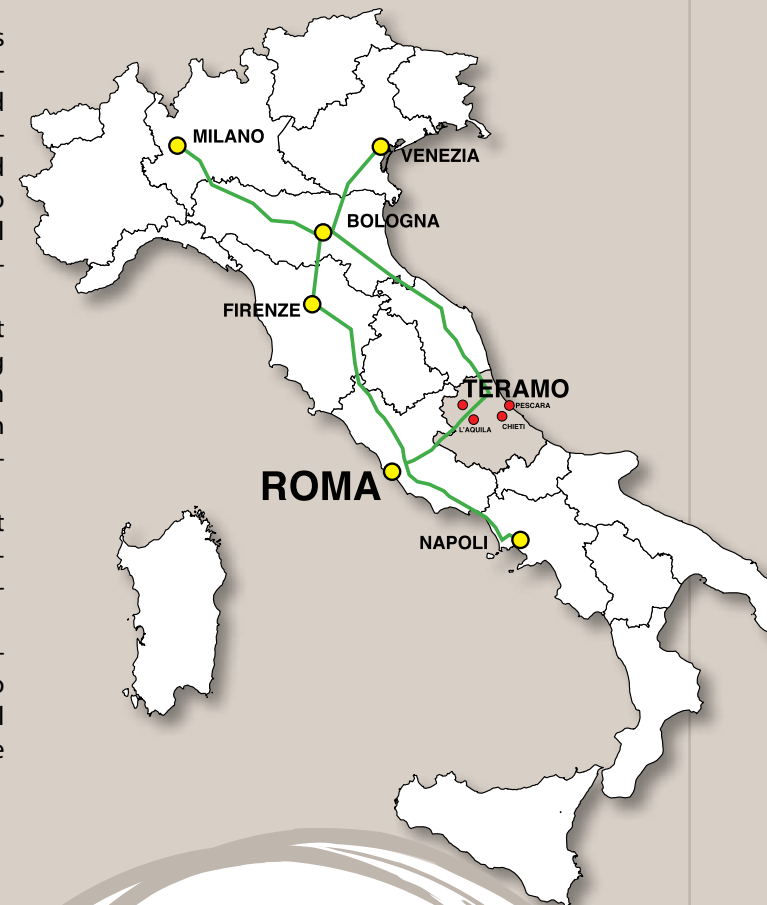 MILANO
VENEZIA
BOLOGNA
FIRENZE
TERAMO
PESCARA
L'AQUILA
CHIETI
ROMA
NAPOLI